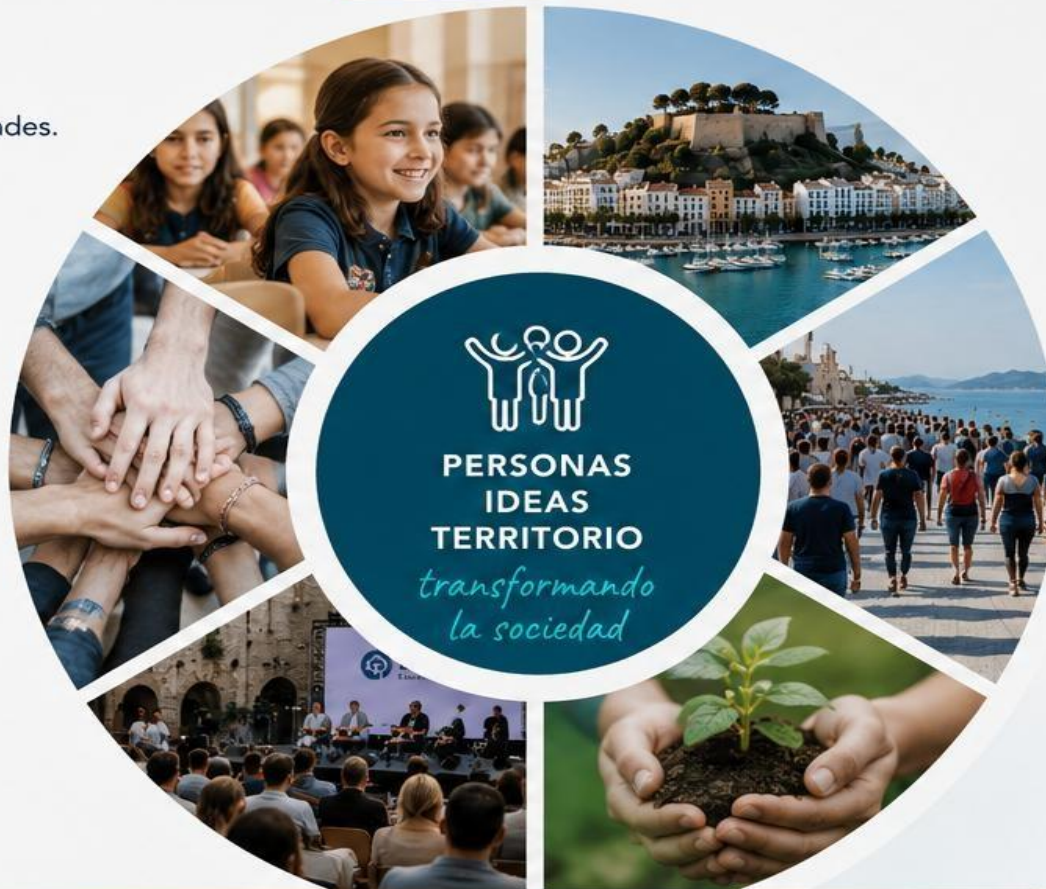 ades.
PERSONAS
IDEAS
TERRITORIO
transformando
la sociedad